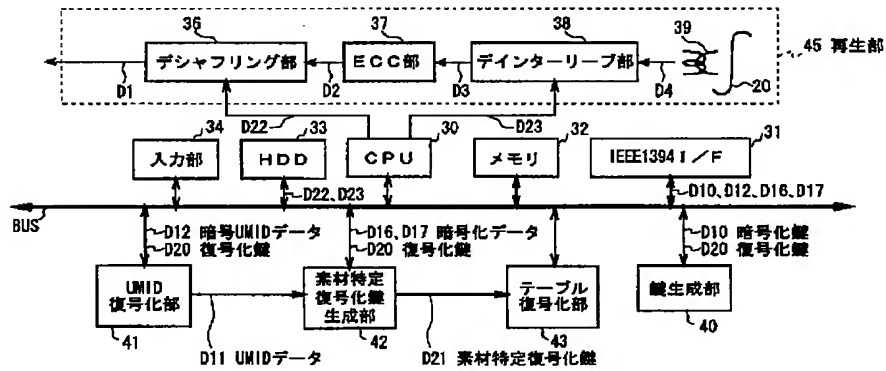 36
37
38
39
45 再生部
デシャフリング部
ECC部
デインターリーブ部
D1
D2
D3
D4
20
D22
D23
34
33
30
32
31
入力部
HDD
CPU
メモリ
IEEE1394 I/F
D22、D23
D10、D12、D16、D17
BUS
D12 暗号UMIDデータ
D20 復号化鍵
D16、D17 暗号化データ
D20 復号化鍵
D10 暗号化鍵
D20 復号化鍵
UMID
復号化部
素材特定
復号化鍵
生成部
テーブル
復号化部
鍵生成部
41
42
43
40
D11 UMIDデータ
D21 素材特定復号化鍵